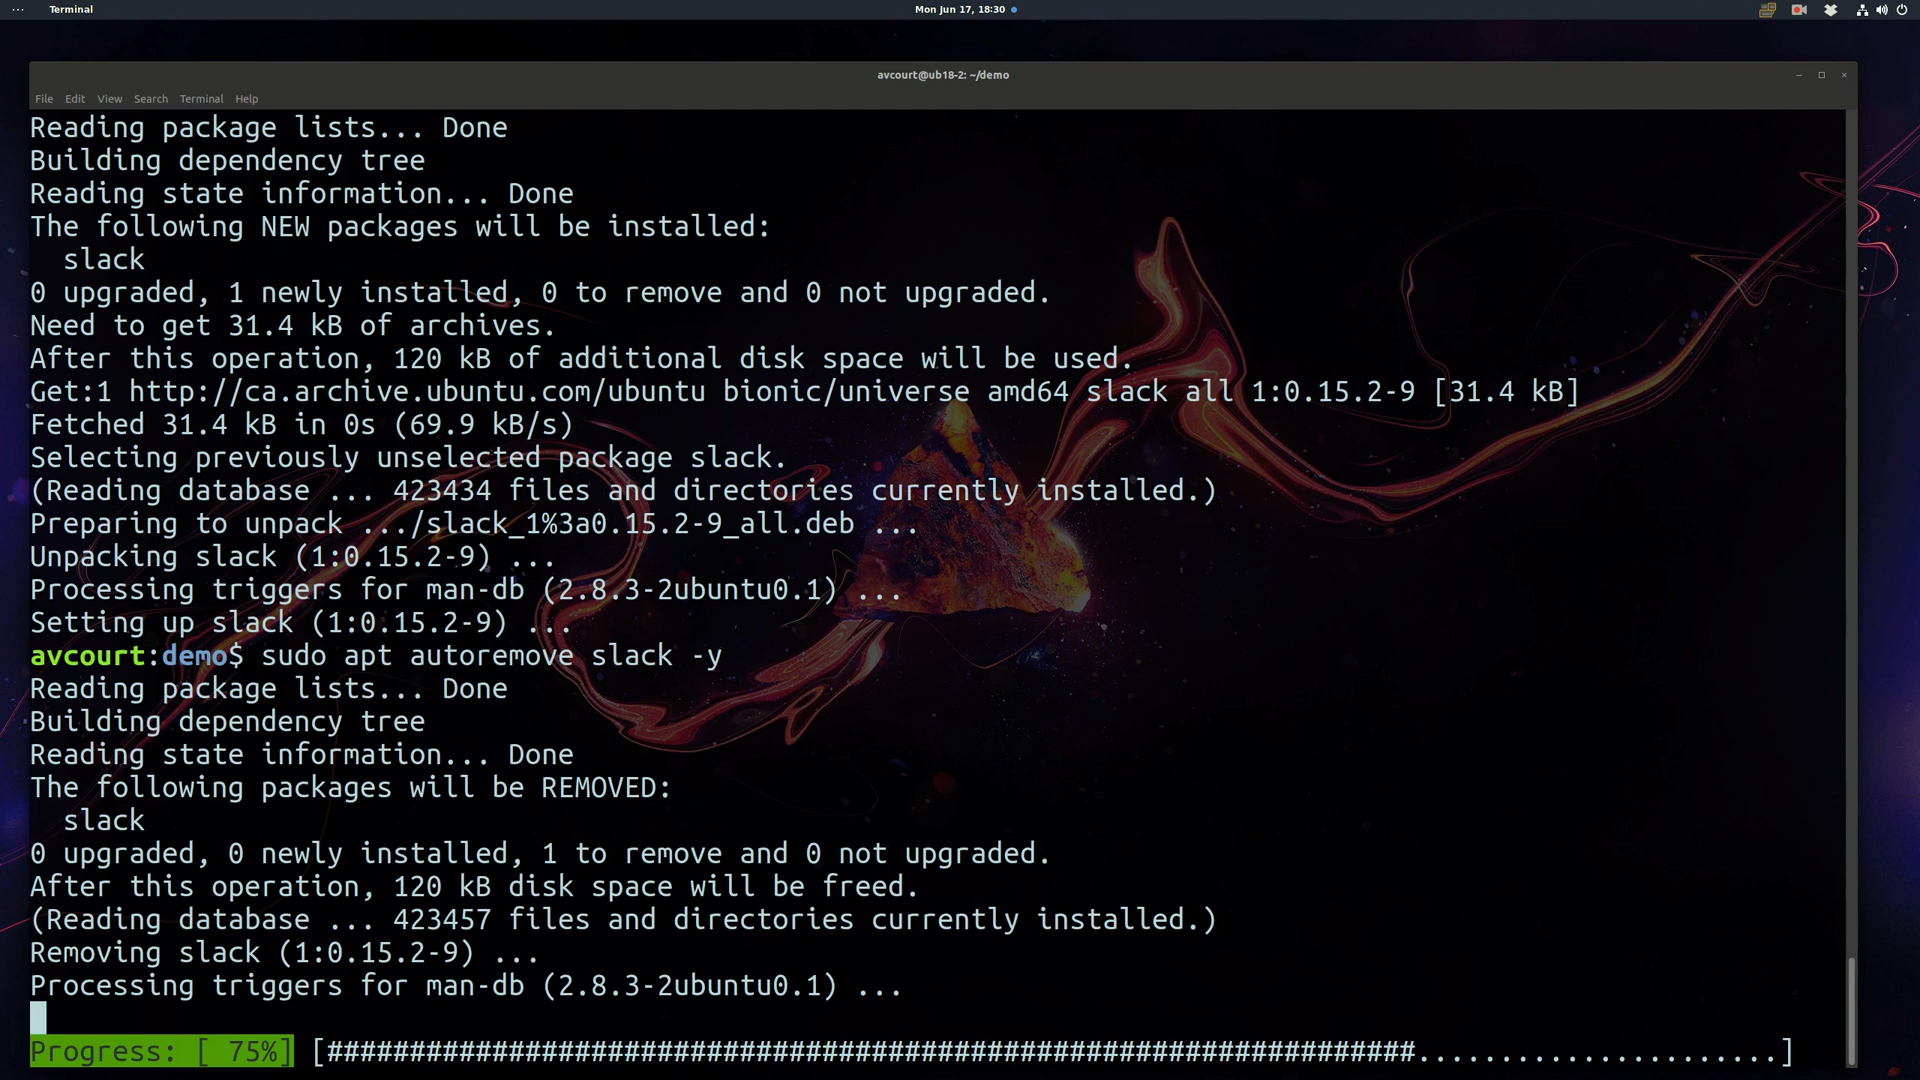 Terminal
Mon Jun 17, 18:30
avcourt@ub18-2: ~/demo
File Edit View Search Terminal Help
Reading package lists... Done
Building dependency tree
Reading state information... Done
The following NEW packages will be installed:
  slack
0 upgraded, 1 newly installed, 0 to remove and 0 not upgraded.
Need to get 31.4 kB of archives.
After this operation, 120 kB of additional disk space will be used.
Get:1 http://ca.archive.ubuntu.com/ubuntu bionic/universe amd64 slack all 1:0.15.2-9 [31.4 kB]
Fetched 31.4 kB in 0s (69.9 kB/s)
Selecting previously unselected package slack.
(Reading database ... 423434 files and directories currently installed.)
Preparing to unpack .../slack_1%3a0.15.2-9_all.deb ...
Unpacking slack (1:0.15.2-9) ...
Processing triggers for man-db (2.8.3-2ubuntu0.1) ...
Setting up slack (1:0.15.2-9) ...
avcourt:demo$ sudo apt autoremove slack -y
Reading package lists... Done
Building dependency tree
Reading state information... Done
The following packages will be REMOVED:
  slack
0 upgraded, 0 newly installed, 1 to remove and 0 not upgraded.
After this operation, 120 kB disk space will be freed.
(Reading database ... 423457 files and directories currently installed.)
Removing slack (1:0.15.2-9) ...
Processing triggers for man-db (2.8.3-2ubuntu0.1) ...
Progress: [ 75%] [##################################################################......................]